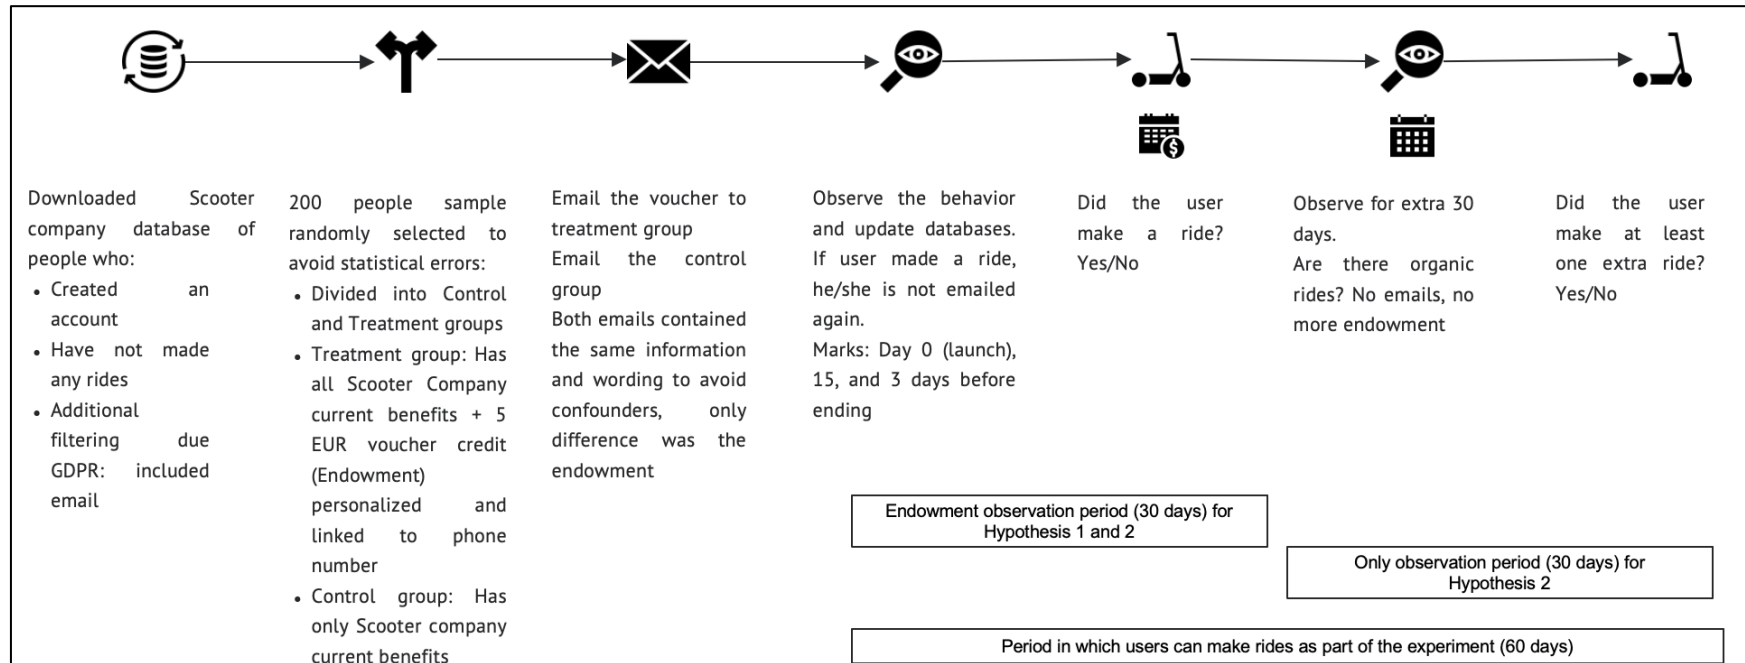 Downloaded Scooter
company database of
people who:
• Created an
account
• Have not made
any rides
• Additional
filtering due
GDPR: included
email
200 people sample
randomly selected to
avoid statistical errors:
• Divided into Control
and Treatment groups
• Treatment group: Has
all Scooter Company
current benefits + 5
EUR voucher credit
(Endowment)
personalized and
linked to phone
number
• Control group: Has
only Scooter company
current benefits
Email the voucher to
treatment group
Email the control
group
Both emails contained
the same information
and wording to avoid
confounders, only
difference was the
endowment
Observe the behavior
and update databases.
If user made a ride,
he/she is not emailed
again.
Marks: Day 0 (launch),
15, and 3 days before
ending
$
Did the user
make a ride?
Yes/No
Observe for extra 30
days.
Are there organic
rides? No emails, no
more endowment
Did the user
make at least
one extra ride?
Yes/No
Endowment observation period (30 days) for
Hypothesis 1 and 2
Only observation period (30 days) for
Hypothesis 2
Period in which users can make rides as part of the experiment (60 days)